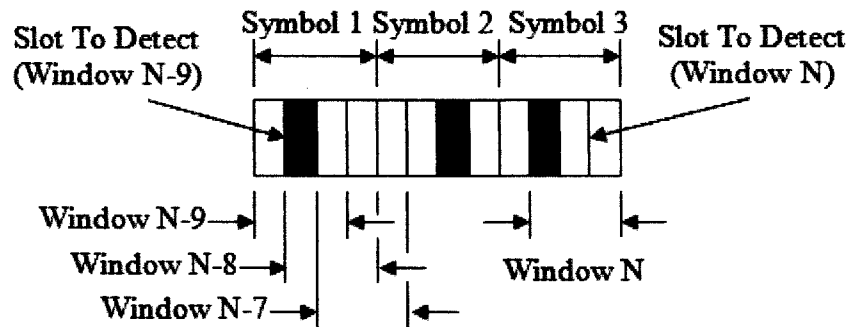 Symbol 1 Symbol 2 Symbol 3
Slot To Detect
(Window N-9)
Slot To Detect
(Window N)
Window N-9
Window N-8
Window N
Window N-7